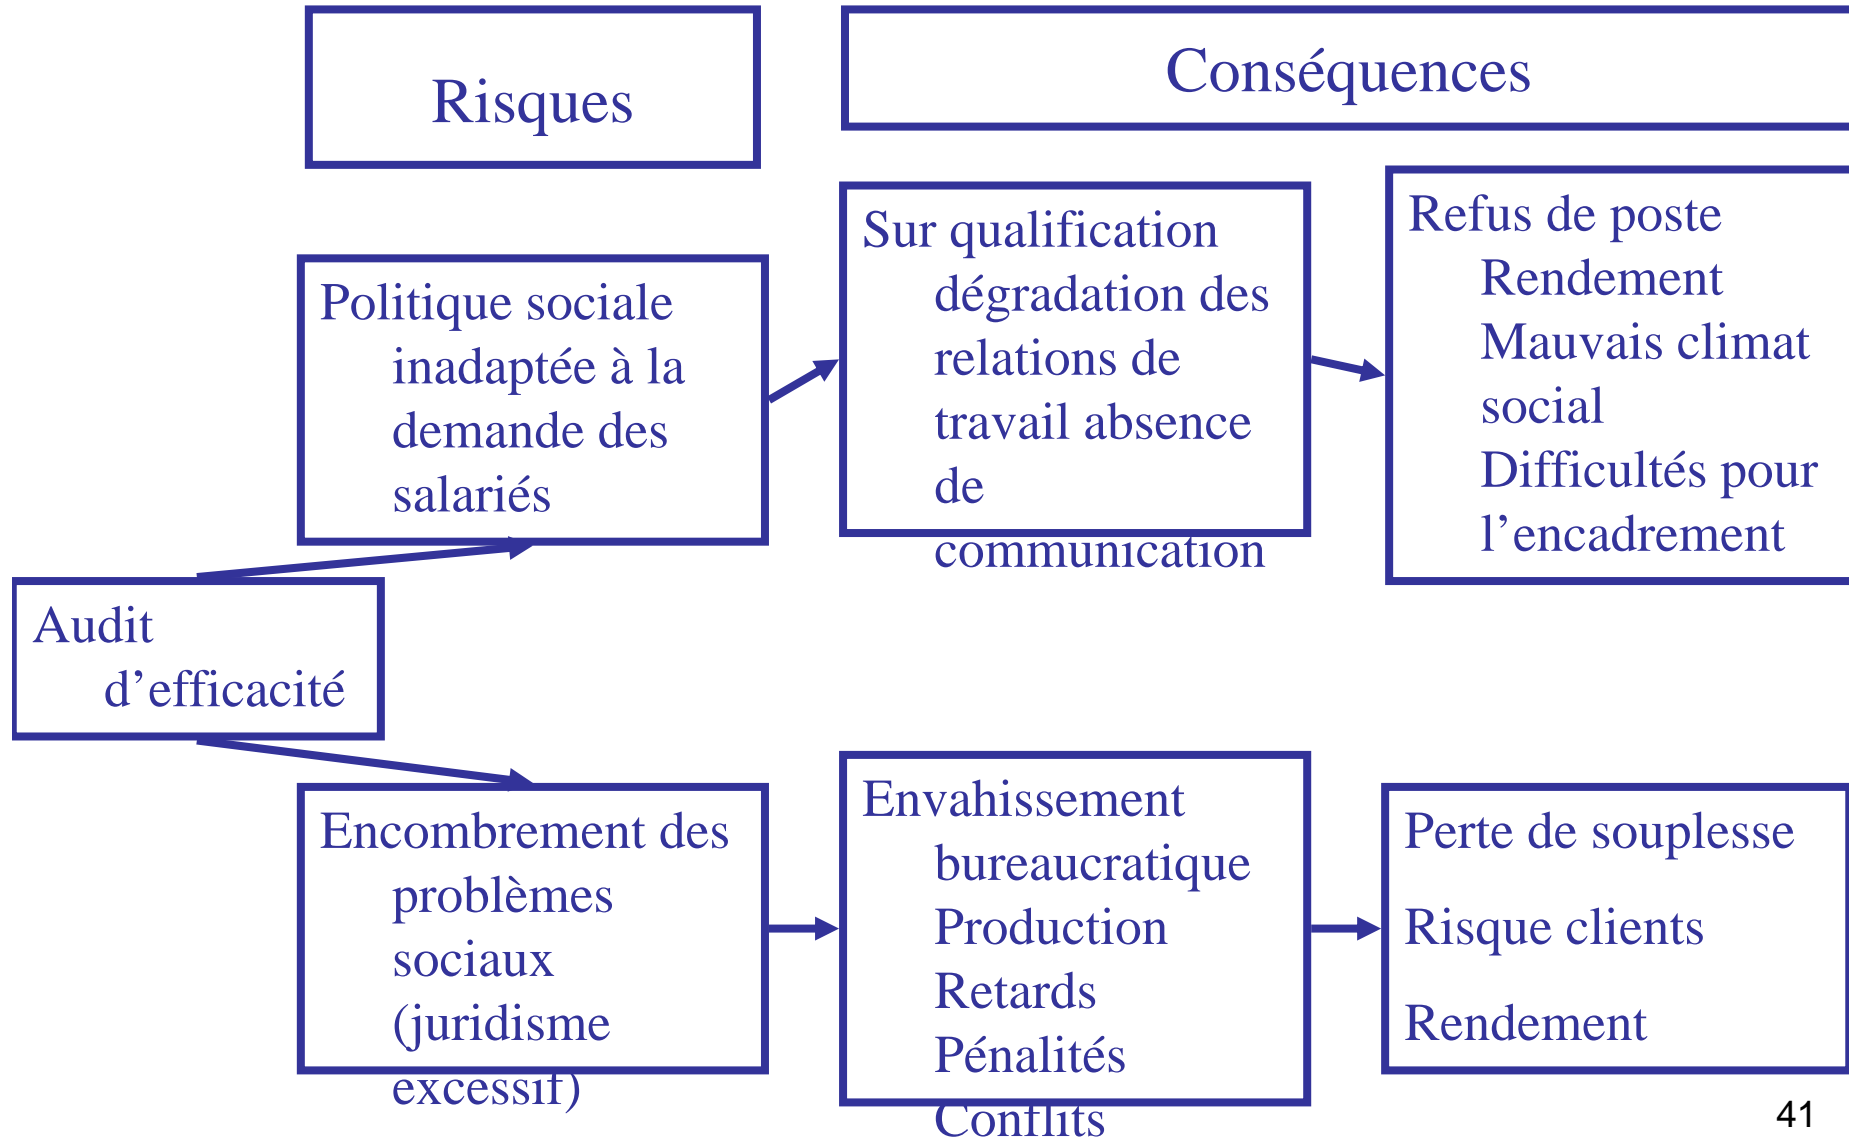 Risques
Conséquences
Politique sociale
inadaptée à la
demande des
salariés
Sur qualification
dégradation des
relations de
travail absence
de
communication
Refus de poste
Rendement
Mauvais climat
social
Difficultés pour
l’encadrement
Audit
d’efficacité
Encombrement des
problèmes
sociaux
(juridisme
excessif)
Envahissement
bureaucratique
Production
Retards
Pénalités
Conflits
Perte de souplesse
Risque clients
Rendement
41